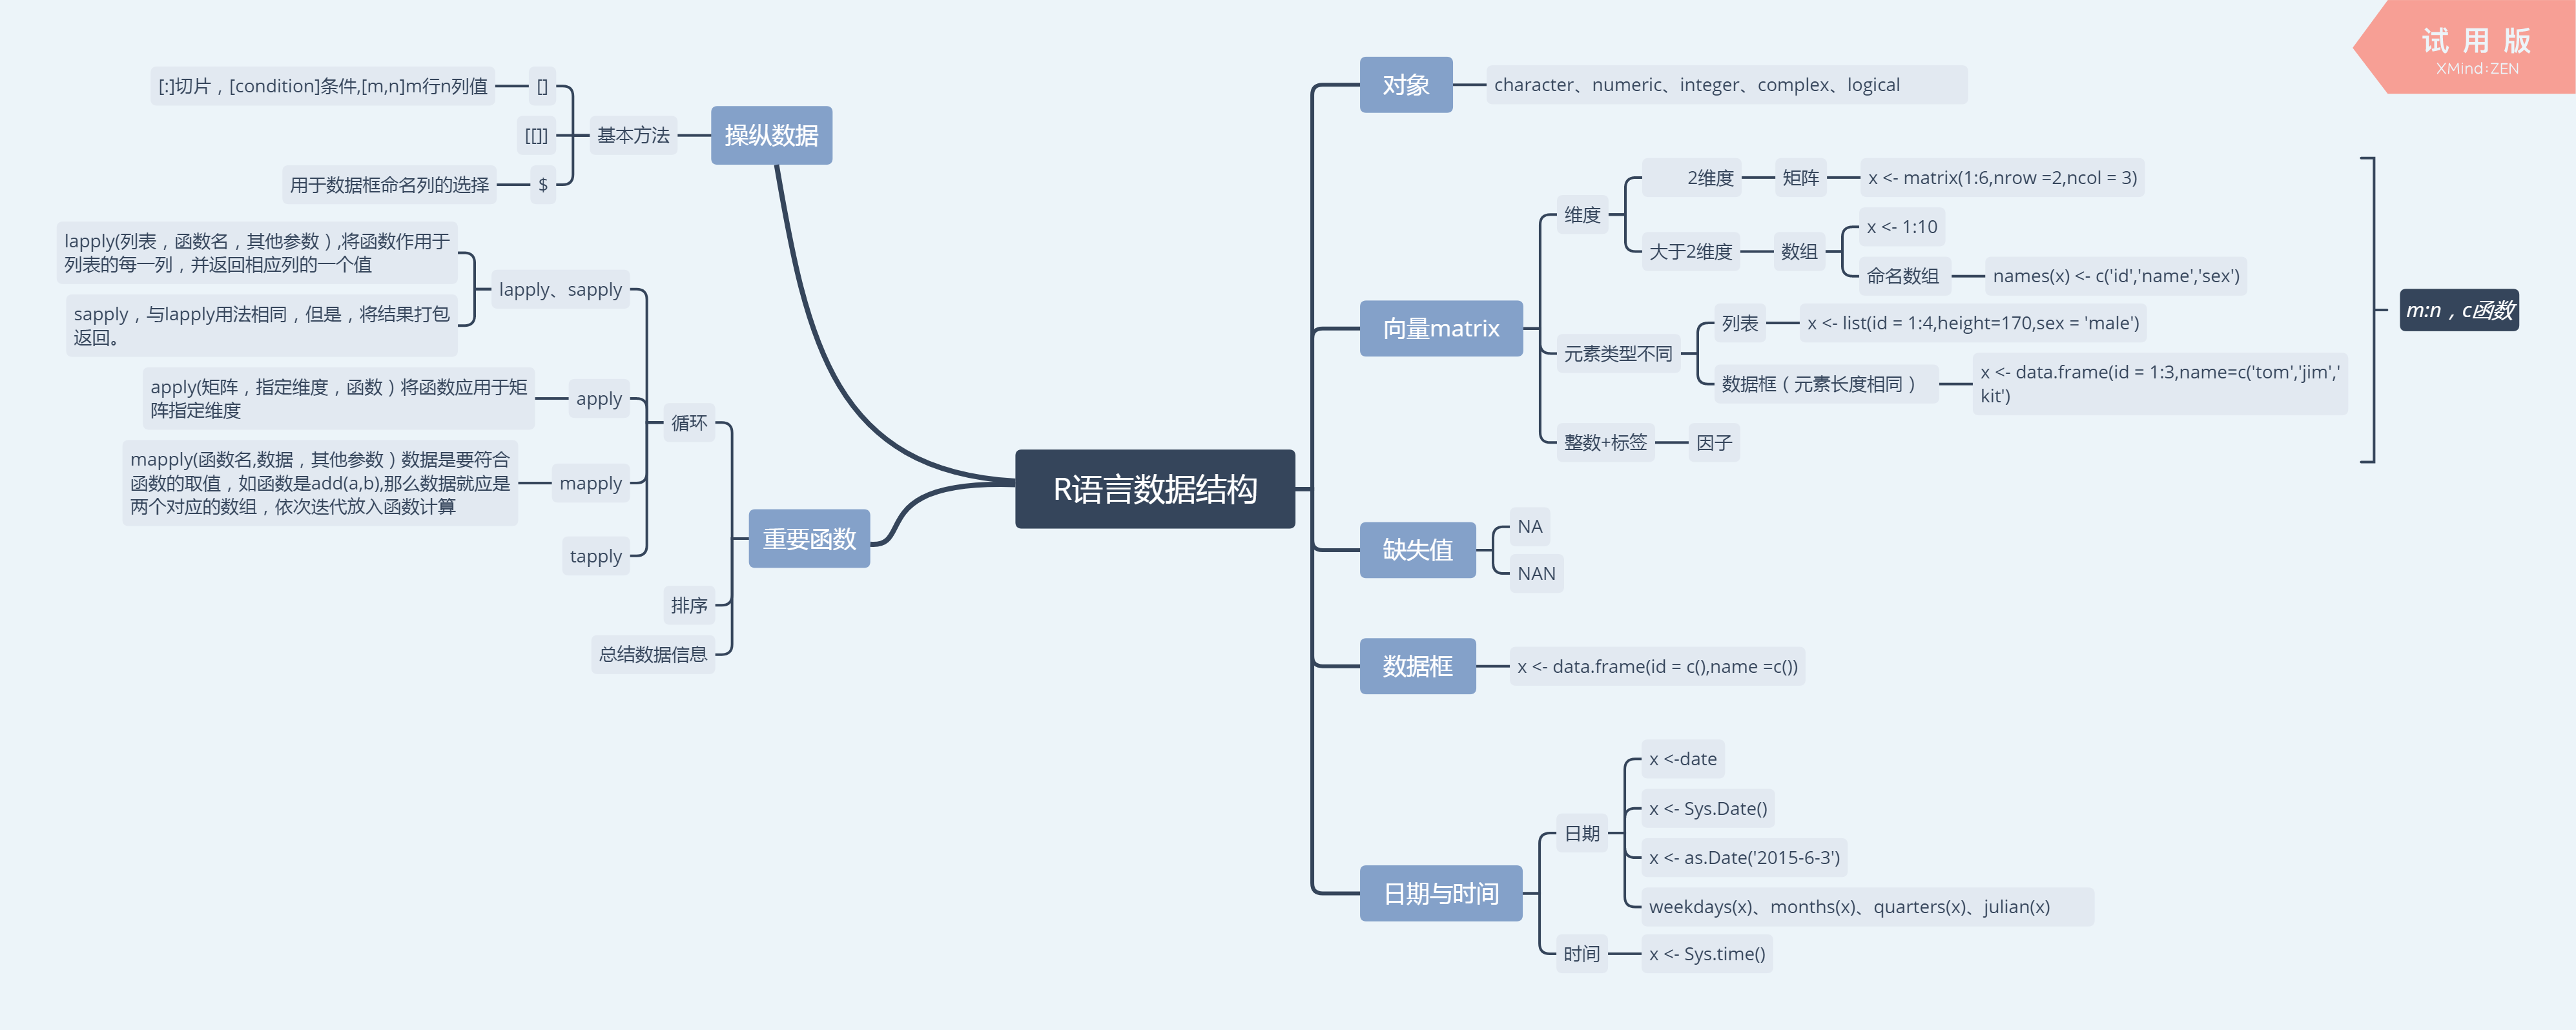 试用版
XMind:ZEN
R语言数据结构
对象
character、numeric、integer、complex、logical
向量matrix
维度
2维度
矩阵
x <- matrix(1:6,nrow =2,ncol = 3)
大于2维度
数组
x <- 1:10
命名数组
names(x) <- c('id','name','sex')
元素类型不同
列表
x <- list(id = 1:4,height=170,sex = 'male')
数据框（元素长度相同）
x <- data.frame(id = 1:3,name=c('tom','jim','
kit')
整数+标签
因子
m:n，c函数
缺失值
NA
NAN
数据框
x <- data.frame(id = c(),name =c())
日期与时间
日期
x <-date
x <- Sys.Date()
x <- as.Date('2015-6-3')
weekdays(x)、months(x)、quarters(x)、julian(x)
时间
x <- Sys.time()
操纵数据
基本方法
[]
[:]切片，[condition]条件,[m,n]m行n列值
[[]]
$
用于数据框命名列的选择
重要函数
循环
lapply、sapply
lapply(列表，函数名，其他参数）,将函数作用于
列表的每一列，并返回相应列的一个值
sapply，与lapply用法相同，但是，将结果打包
返回。
apply
apply(矩阵，指定维度，函数）将函数应用于矩
阵指定维度
mapply
mapply(函数名,数据，其他参数）数据是要符合
函数的取值，如函数是add(a,b),那么数据就应是
两个对应的数组，依次迭代放入函数计算
tapply
排序
总结数据信息